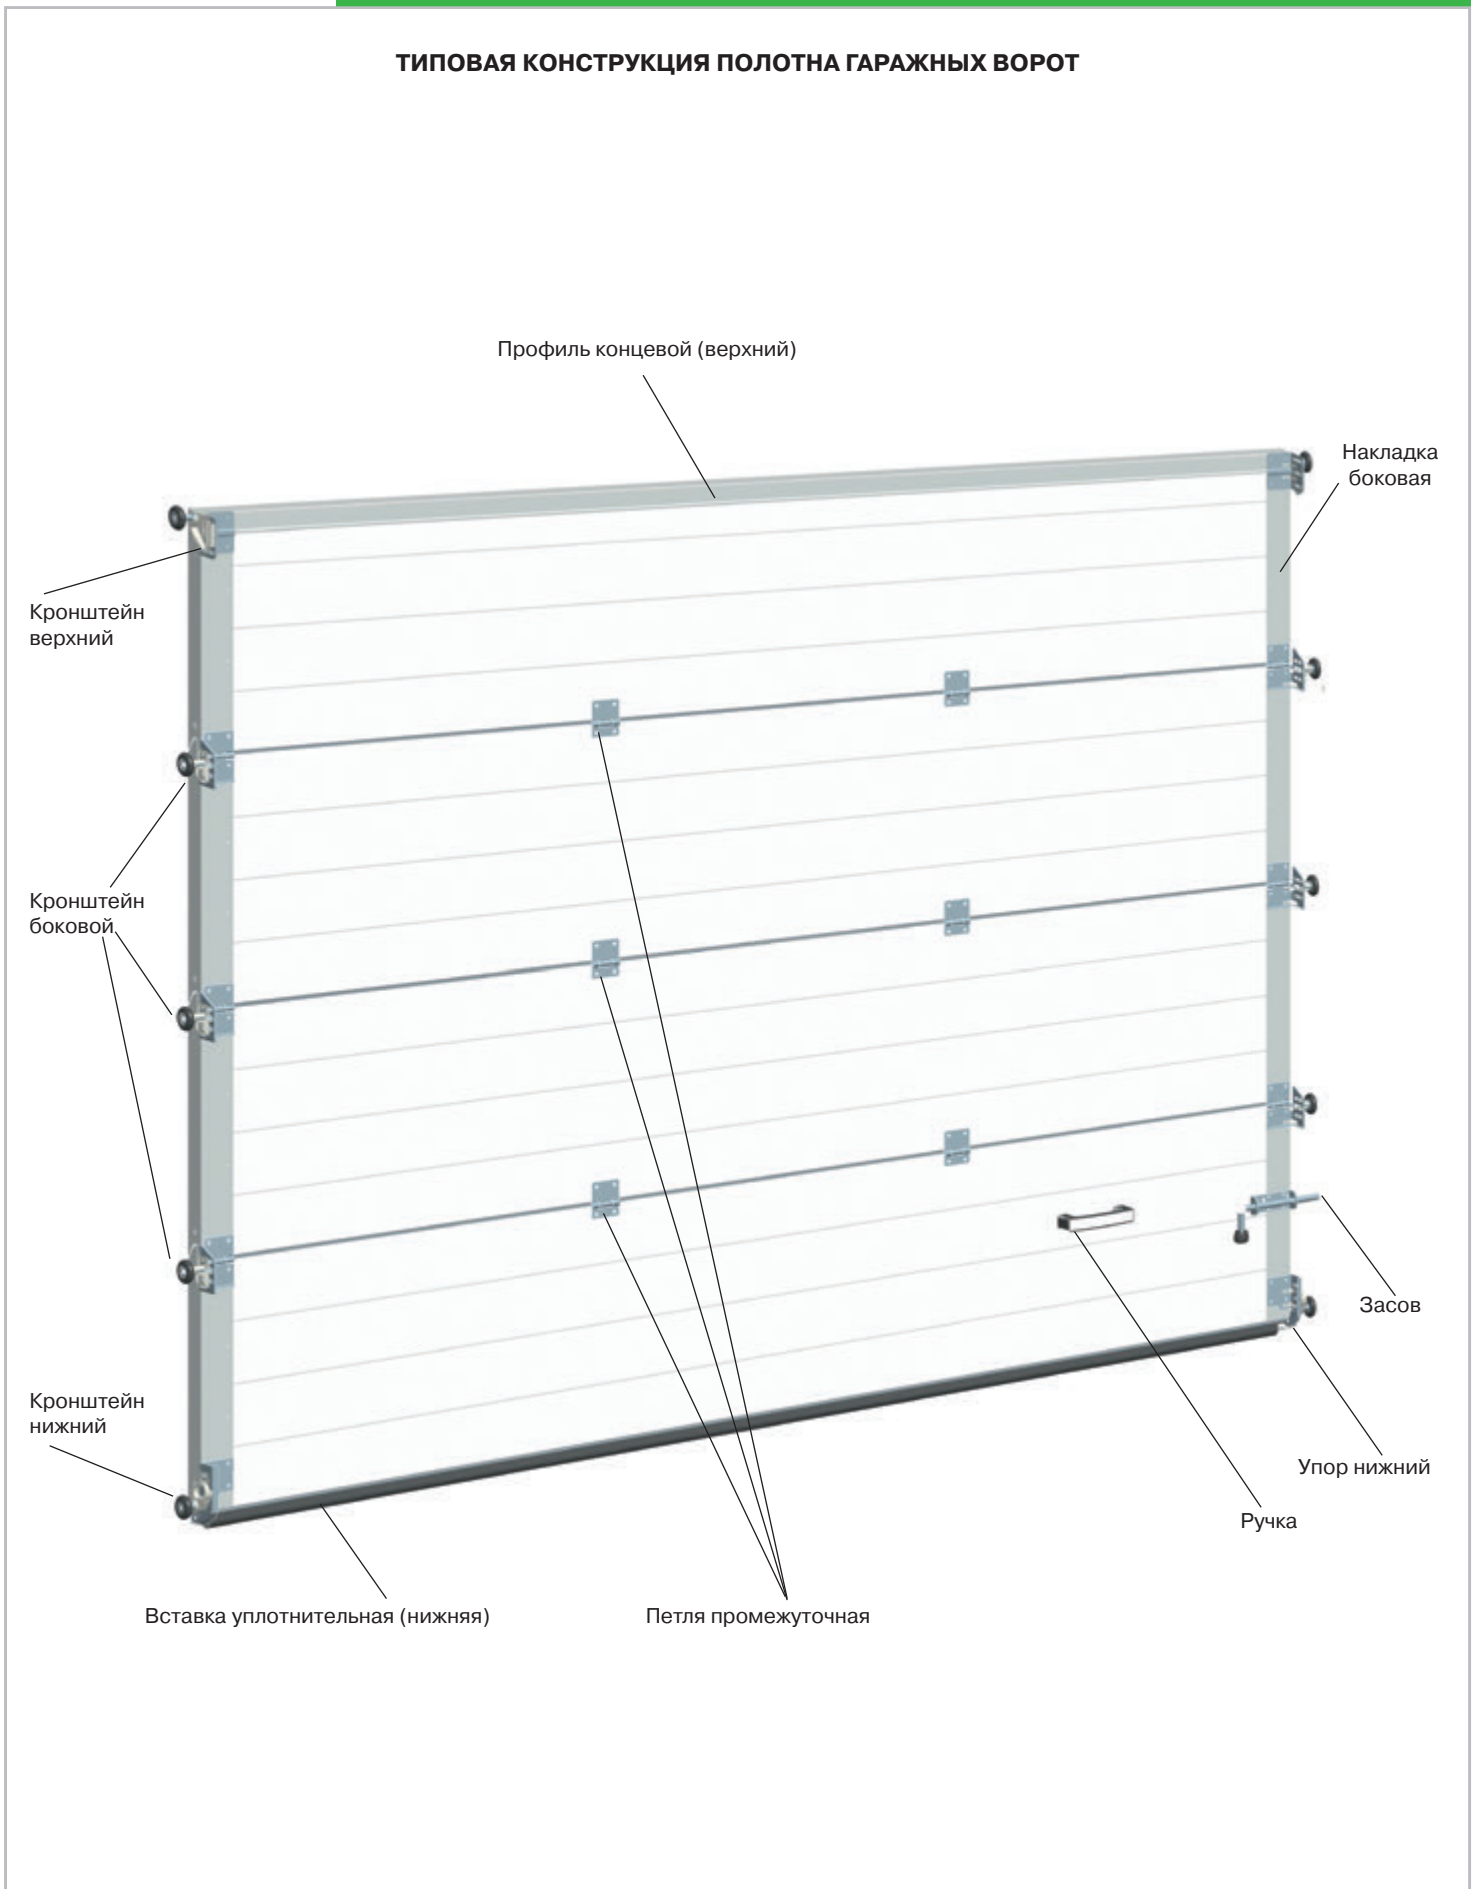 ТИПОВАЯ КОНСТРУКЦИЯ ПОЛОТНА ГАРАЖНЫХ ВОРОТ
Профиль концевой (верхний)
Накладка
боковая
Кронштейн
верхний
Кронштейн
боковой
Засов
Кронштейн
нижний
Упор нижний
Ручка
Вставка уплотнительная (нижняя)
Петля промежуточная